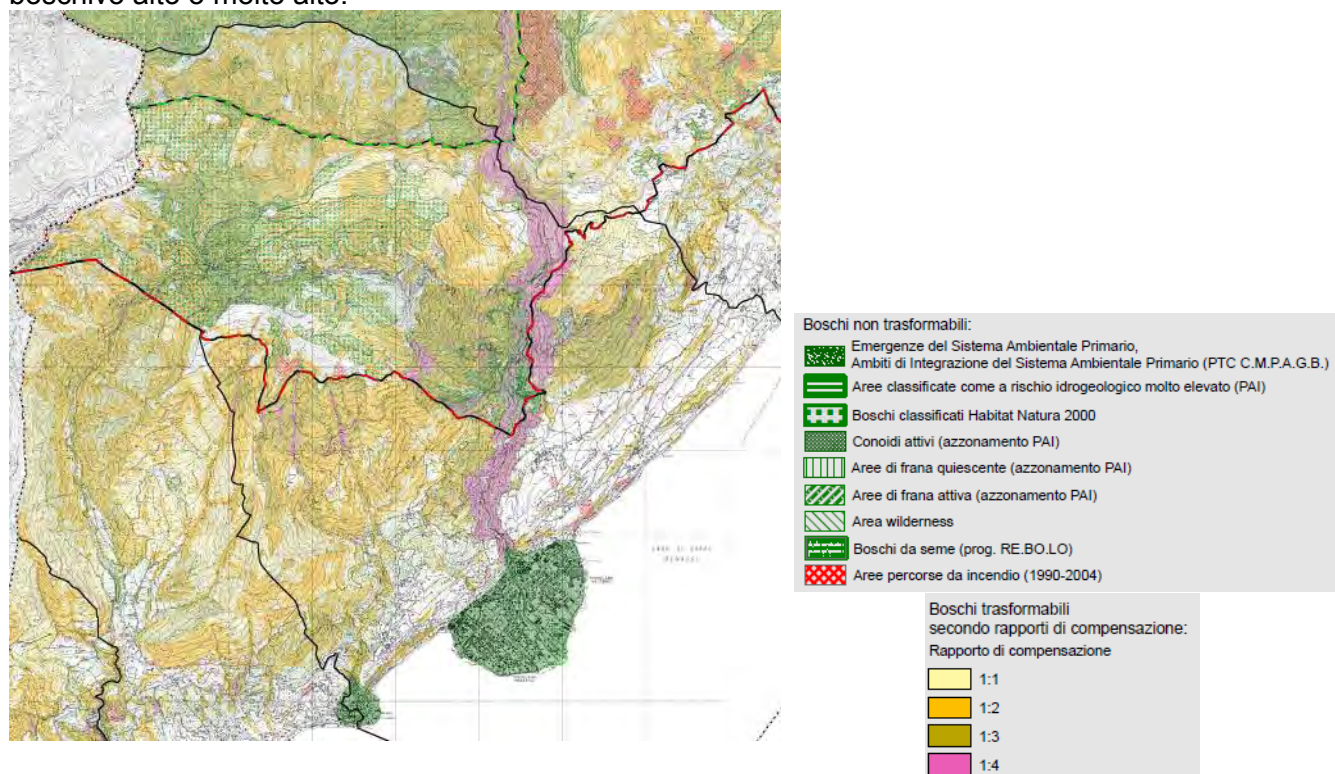 boschivo alto e molto alto.
LAGO DI GARDA
(BENACO)
Boschi non trasformabili:
Emergenze del Sistema Ambientale Primario,
Ambiti di Integrazione del Sistema Ambientale Primario (PTC C.M.P.A.G.B.)
Aree classificate come a rischio idrogeologico molto elevato (PAI)
Boschi classificati Habitat Natura 2000
Conoidi attivi (azzonamento PAI)
Aree di frana quiescente (azzonamento PAI)
Aree di frana attiva (azzonamento PAI)
Area wilderness
Boschi da seme (prog. RE.BO.LO)
Aree percorse da incendio (1990-2004)
Boschi trasformabili
secondo rapporti di compensazione:
Rapporto di compensazione
1:1
1:2
1:3
1:4